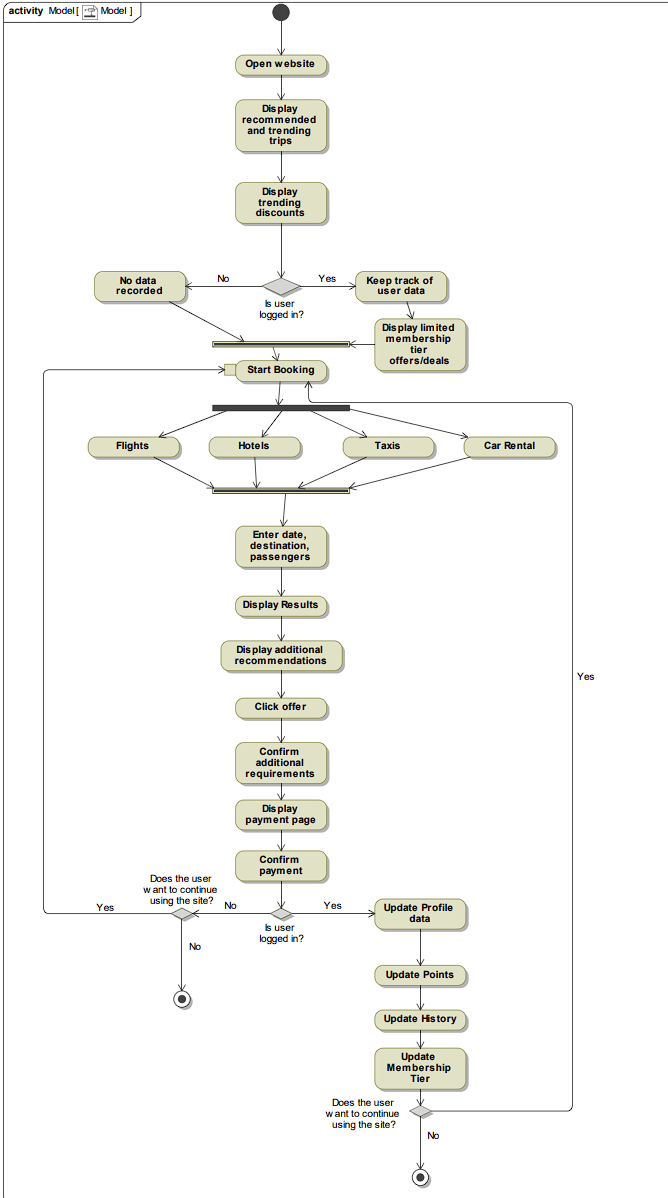 activity Model [ Model ]
Open website
Display
recommended
and trending
trips
Display
trending
discounts
No
Yes
No data
recorded
Is user
logged in?
Keep track of
user data
Display limited
membership
tier
offers/deals
Start Booking
Flights
Hotels
Taxis
Car Rental
Enter date,
destination,
passengers
Display Results
Display additional
recommendations
Yes
Click offer
Confirm
additional
requirements
Display
payment page
Confirm
payment
Does the user
want to continue
using the site?
Yes
No
Is user
logged in?
Yes
Update Profile
data
No
Update Points
Update History
Update
Membership
Tier
Does the user
want to continue
using the site?
No